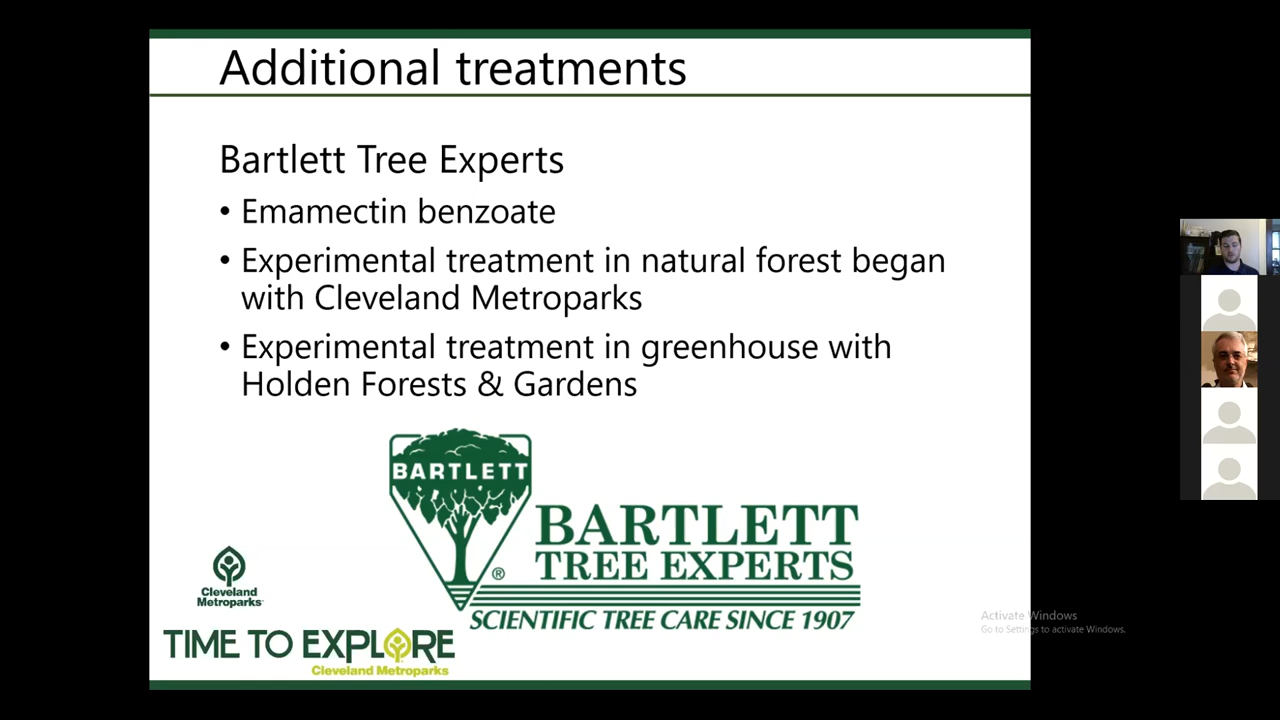 Additional treatments
Bartlett Tree Experts
• Emamectin benzoate
• Experimental treatment in natural forest began
with Cleveland Metroparks
• Experimental treatment in greenhouse with
Holden Forests & Gardens
BARTLETT
BARTLETT
TREE EXPERTS
®
SCIENTIFIC TREE CARE SINCE 1907
Cleveland
Metroparks
TIME TO EXPLORE
Cleveland Metroparks
Activate Windows
Go to Settings to activate Windows.